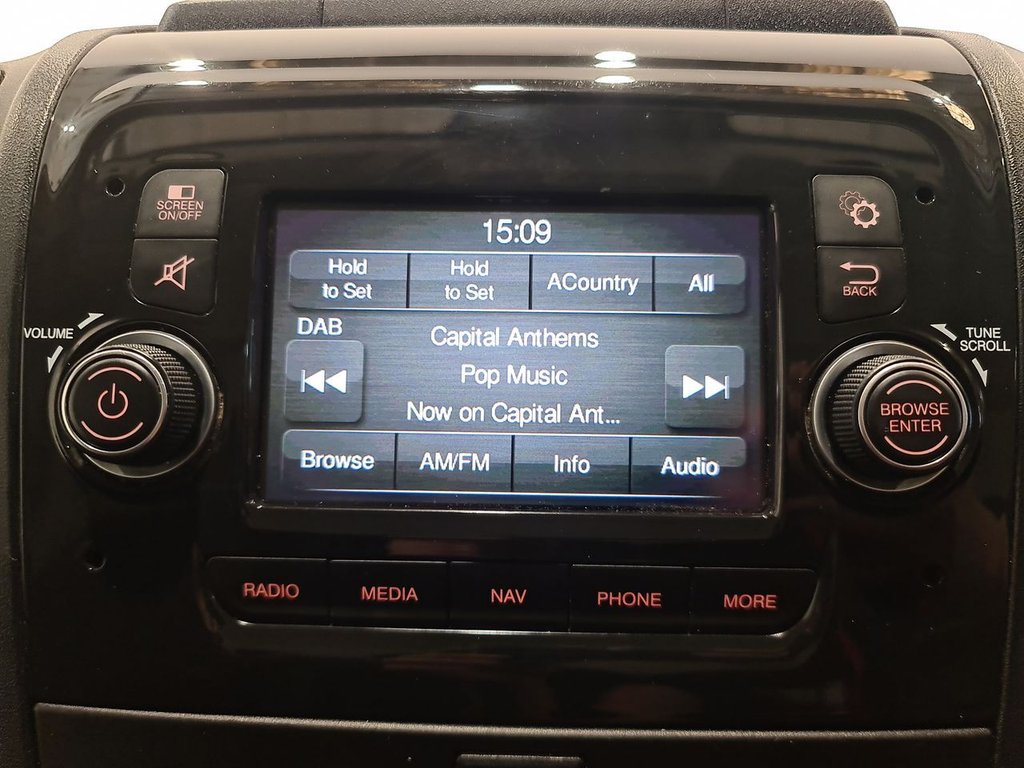 SCREEN
ON/OFF
VOLUME
15:09
Hold
to Set
Hold
to Set
ACountry
All
DAB
Capital Anthems
Pop Music
Now on Capital Ant...
Browse
AM/FM
Info
Audio
BACK
TUNE
SCROLL
BROWSE
ENTER
RADIO
MEDIA
NAV
PHONE
MORE